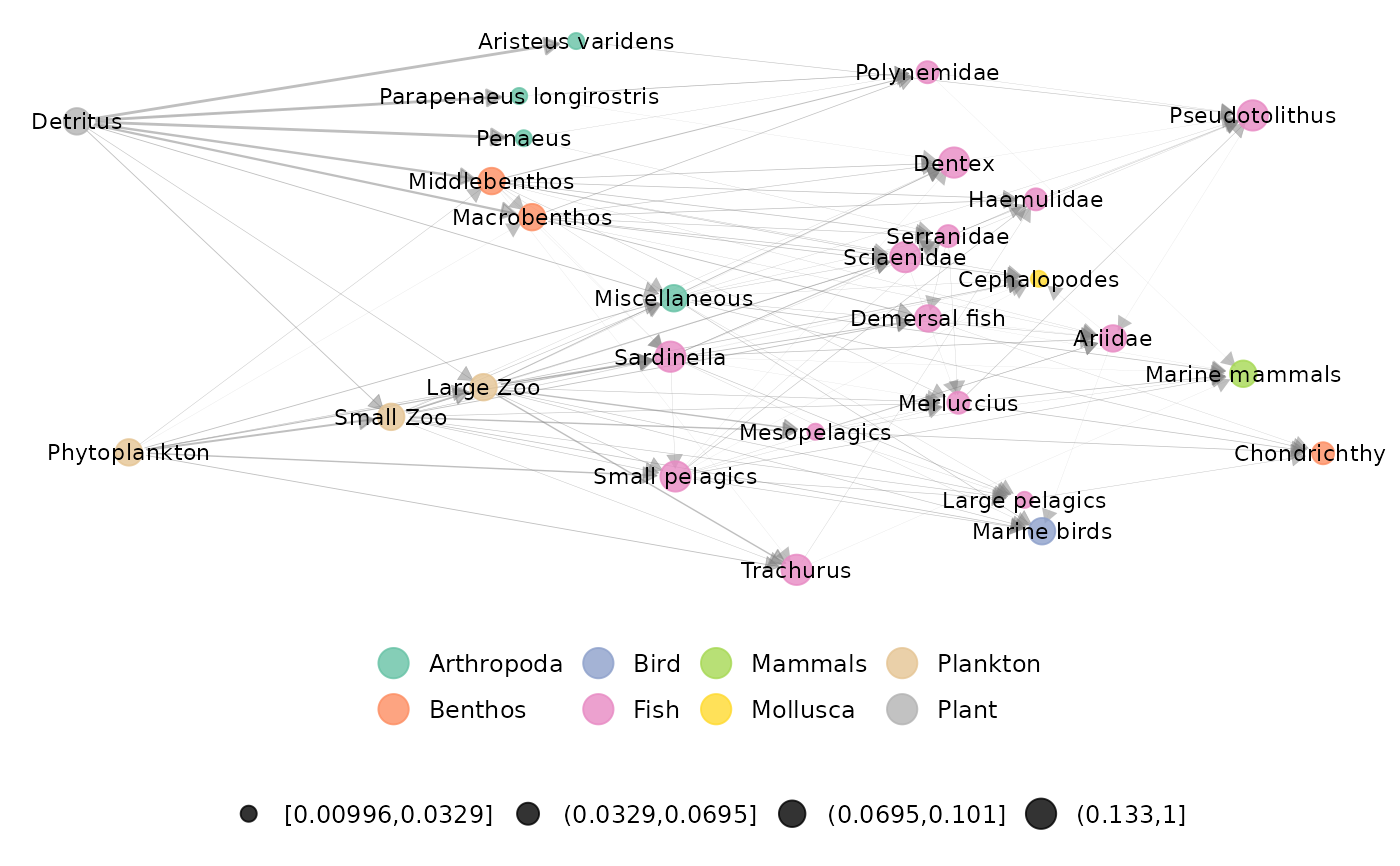 Aristeus varidens
Polynemidae
Parapenaeus longirostris
Pseudotolithus
Detritus
Penaeus
Dentex
Middlebenthos
Haemulidae
Macrobenthos
Serranidae
Sciaenidae
Cephalopodes
Miscellaneous
Demersal fish
Ariidae
Sardinella
Marine mammals
Large Zoo
Merluccius
Small Zoo
Mesopelagics
Phytoplankton
Chondrichthy
Small pelagics
Large pelagics
Marine birds
Trachurus
Arthropoda Bird Mammals Plankton
Benthos Fish Mollusca Plant
[0.00996,0.0329] (0.0329,0.0695] (0.0695,0.101] (0.133,1]